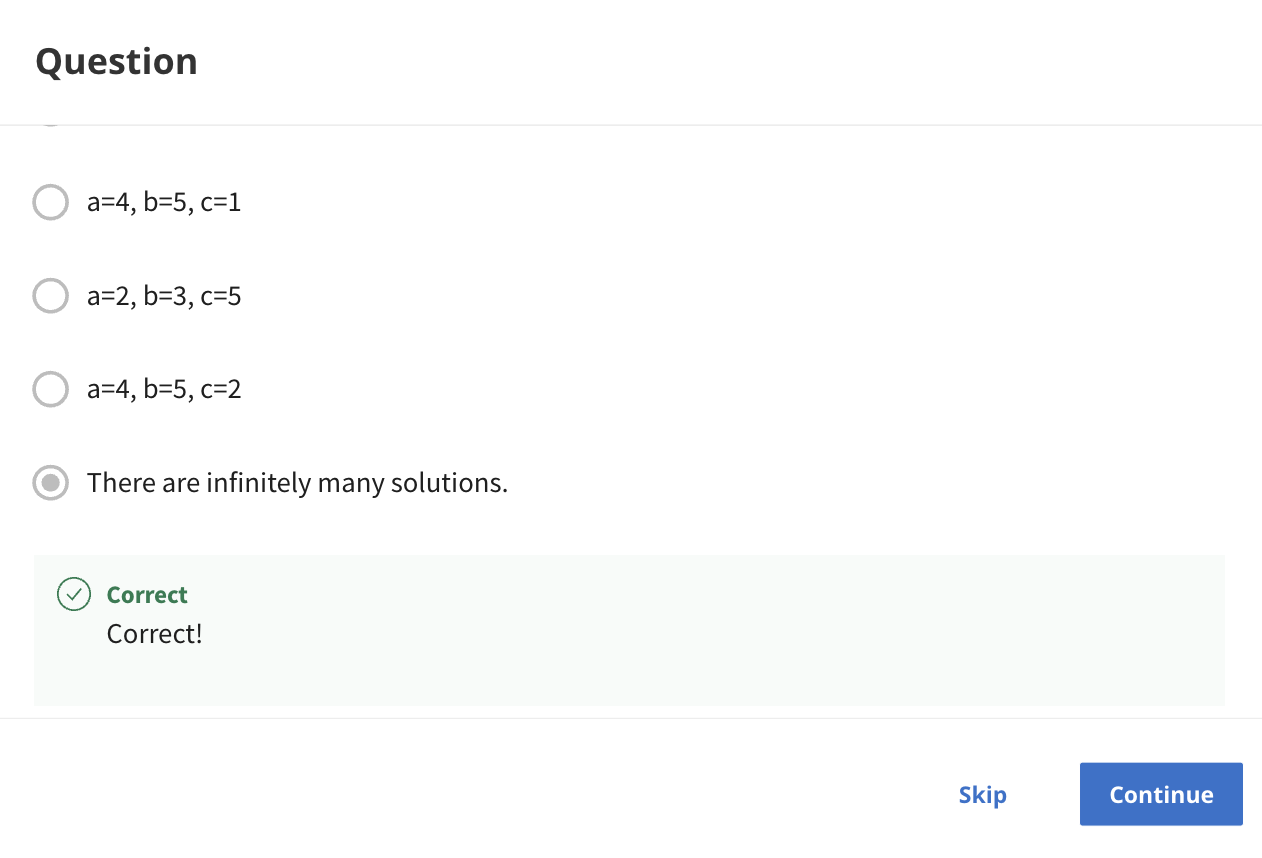 Question
a=4, b=5, c=1
a=2, b=3, c=5
a=4, b=5, c=2
There are infinitely many solutions.
Correct
Correct!
Skip
Continue